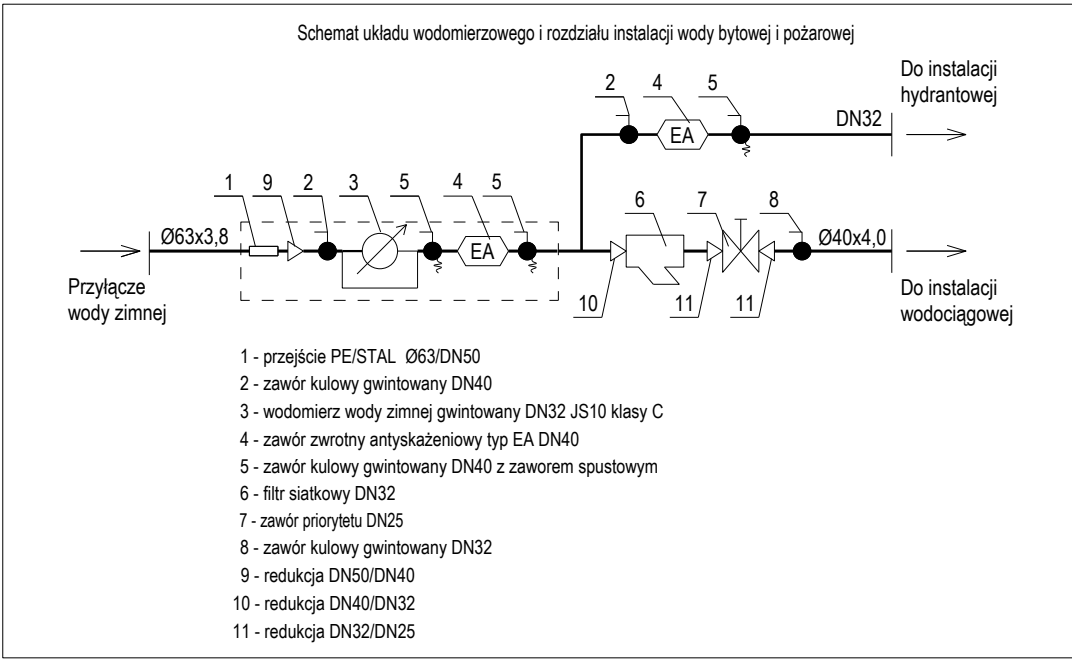 Schemat układu wodomierzowego i rozdziału instalacji wody bytowej i pożarowej
Do instalacji
hydrantowej
2
4
5
DN32
EA
1
9
2
3
5
4
5
6
7
8
Ø63x3,8
EA
Ø40x4,0
Przyłącze
wody zimnej
10
11
11
Do instalacji
wodociągowej
1 - przejście PE/STAL Ø63/DN50
2 - zawór kulowy gwintowany DN40
3 - wodomierz wody zimnej gwintowany DN32 JS10 klasy C
4 - zawór zwrotny antyskażeniowy typ EA DN40
5 - zawór kulowy gwintowany DN40 z zaworem spustowym
6 - filtr siatkowy DN32
7 - zawór priorytetu DN25
8 - zawór kulowy gwintowany DN32
9 - redukcja DN50/DN40
10 - redukcja DN40/DN32
11 - redukcja DN32/DN25